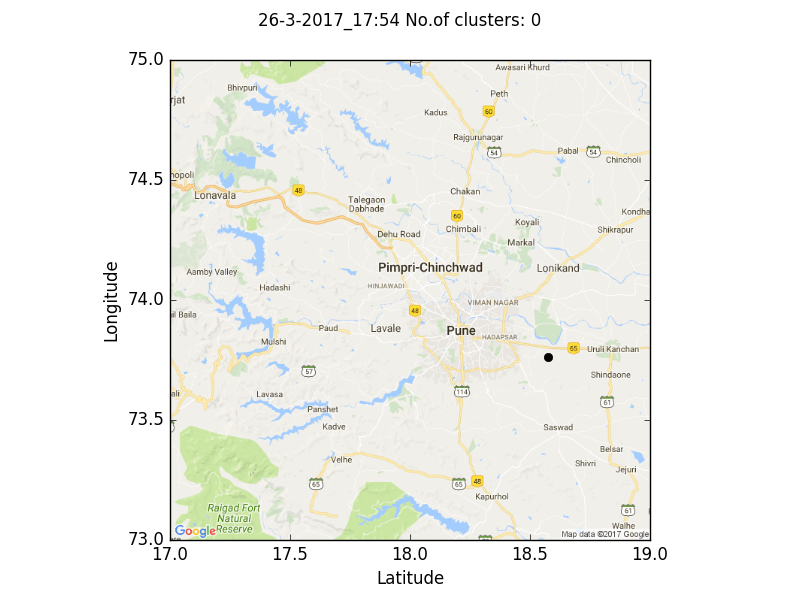 26-3-2017_17:54 No.of clusters: 0
75.0
74.5
74.0
73.5
73.0
17.0
17.5
18.0
18.5
19.0
Longitude
Latitude
Awasari Khurd
Bhivpuri
Peth
rjat
Kadus
60
Rajgurunagar
54
Pabal
54
Chincholi
nopoli
48
Chakan
Lonavala
Talegaon
Dabhade
60
Kondha
Koyali
Chimbali
Shikrapur
Dehu Road
Markal
Pimpri-Chinchwad
Lonikand
Aamby Valley
HINJAWADI
Hadashi
VIMAN NAGAR
48
il Baila
Paud
Lavale
Pune
HADAPSAR
Mulshi
65
Uruli Kanchan
57
Shindaone
114
ali
Lavasa
61
Panshet
Kadve
Saswad
Belsar
Velhe
Shivri
Jejuri
65
65
48
Kapurhol
Raigad Fort
Natural
Reserve
61
Walhe
Google
Map data ©2017 Google